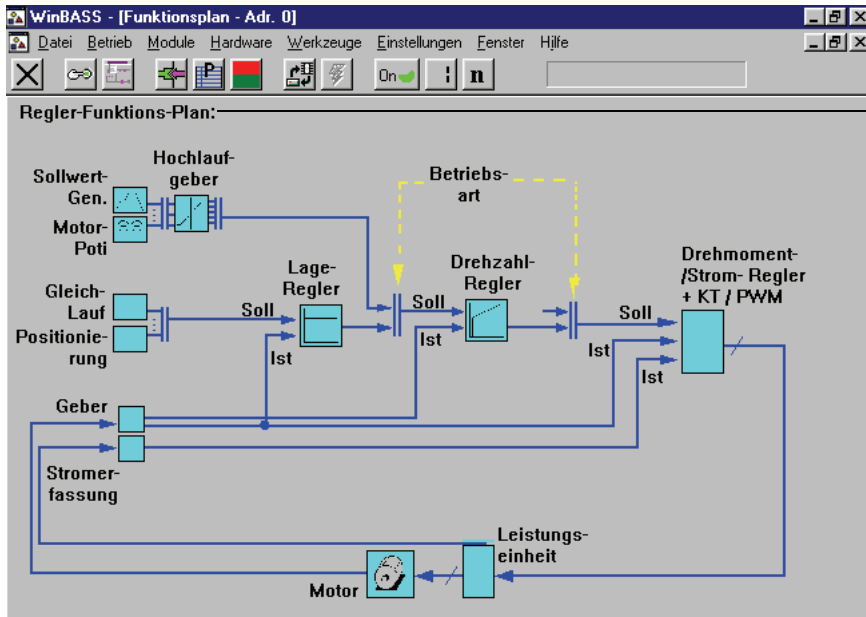 WinBASS - [Funktionsplan - Adr. 0]
Datei Betrieb Module Hardware Werkzeuge Einstellungen Fenster Hilfe
P
On
n
Regler-Funktions-Plan:
Hochlauf-
geber
Sollwert-
Gen.
Motor-
Poti
Betriebs-
art
Gleich-
Lauf
Positionie-
rung
Lage-
Regler
Soll
Ist
Drehzahl-
Regler
Soll
Ist
Drehmoment-
/Strom- Regler
+ KT / PWM
Soll
Ist
Ist
Geber
Stromer-
fassung
Leistungs-
einheit
Motor